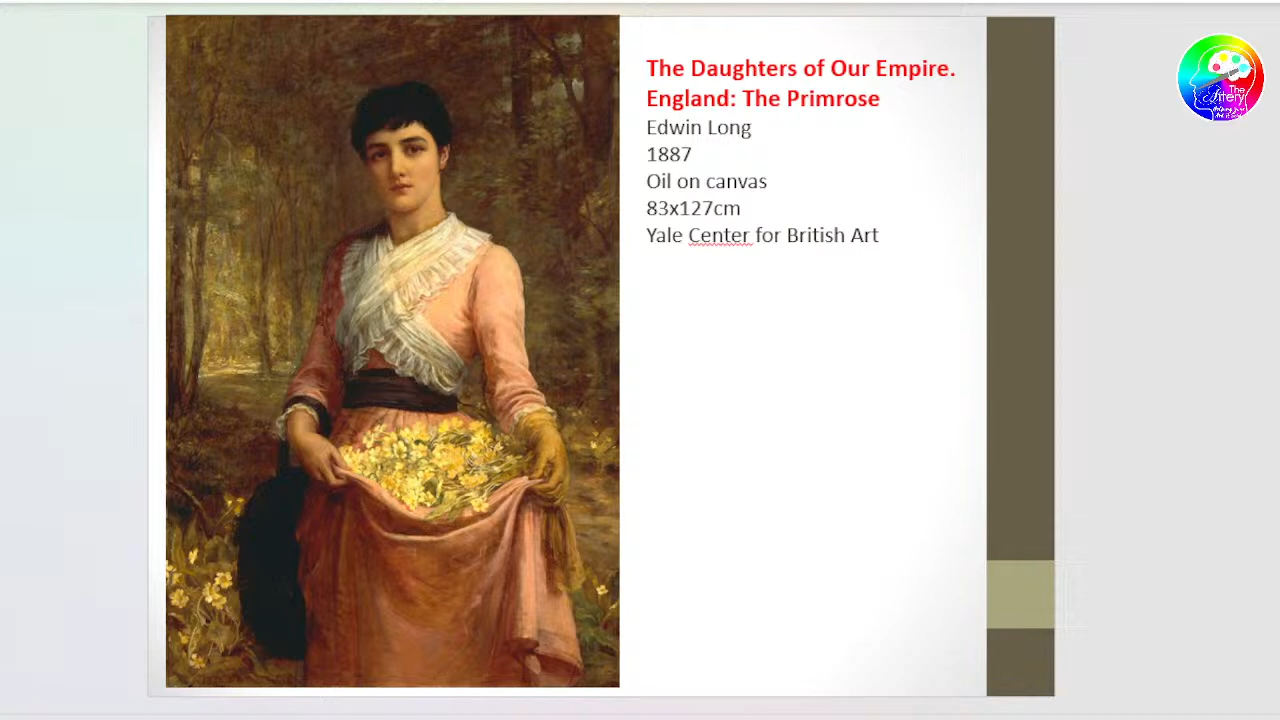 The Daughters of Our Empire.
England: The Primrose
Edwin Long
1887
Oil on canvas
83x127cm
Yale Center for British Art
The